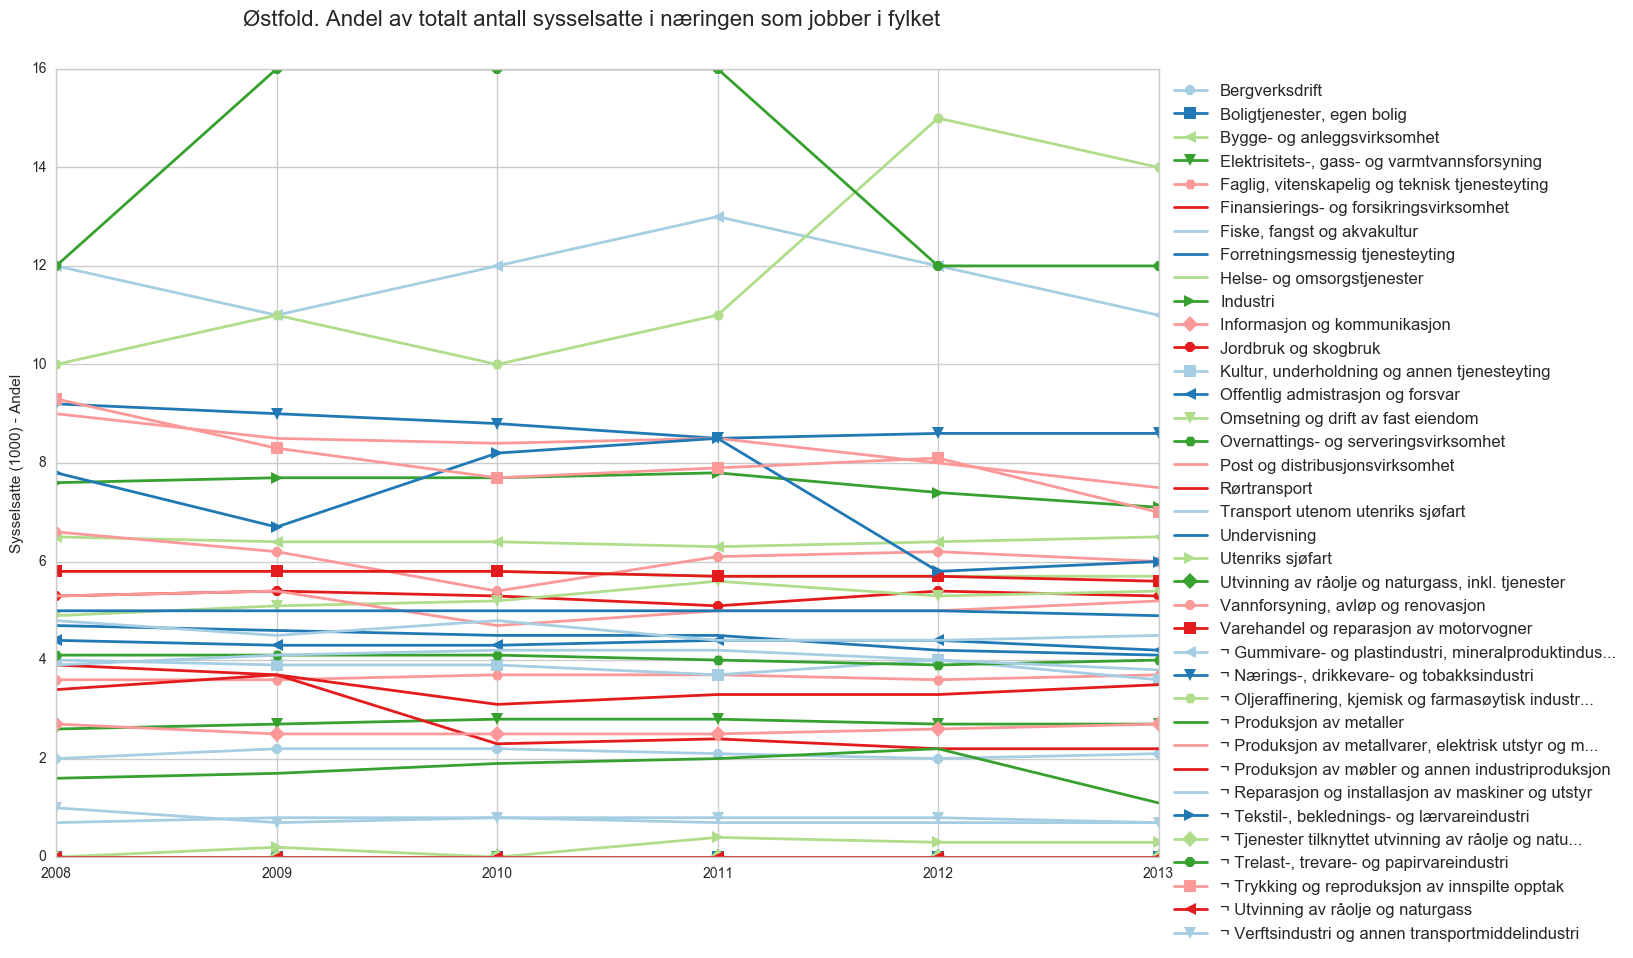 Østfold. Andel av totalt antall sysselsatte i næringen som jobber i fylket
Sysselsatte (1000) - Andel
16
14
12
10
8
6
4
2
0
2008
2009
2010
2011
2012
2013
Bergverksdrift
Boligtjenester, egen bolig
Bygge- og anleggsvirksomhet
Elektrisitets-, gass- og varmtvannsforsyning
Faglig, vitenskapelig og teknisk tjenesteyting
Finansierings- og forsikringsvirksomhet
Fiske, fangst og akvakultur
Forretningsmessig tjenesteyting
Helse- og omsorgstjenester
Industri
Informasjon og kommunikasjon
Jordbruk og skogbruk
Kultur, underholdning og annen tjenesteyting
Offentlig admistrasjon og forsvar
Omsetning og drift av fast eiendom
Overnattings- og serveringsvirksomhet
Post og distribusjonsvirksomhet
Rørtransport
Transport utenom utenriks sjøfart
Undervisning
Utenriks sjøfart
Utvinning av råolje og naturgass, inkl. tjenester
Vannforsyning, avløp og renovasjon
Varehandel og reparasjon av motorvogner
¬ Gummivare- og plastindustri, mineralproduktindus...
¬ Nærings-, drikkevare- og tobakksindustri
¬ Oljeraffinering, kjemisk og farmasøytisk industr...
¬ Produksjon av metaller
¬ Produksjon av metallvarer, elektrisk utstyr og m...
¬ Produksjon av møbler og annen industriproduksjon
¬ Reparasjon og installasjon av maskiner og utstyr
¬ Tekstil-, beklednings- og lærvareindustri
¬ Tjenester tilknyttet utvinning av råolje og natu...
¬ Trelast-, trevare- og papirvareindustri
¬ Trykking og reproduksjon av innspilte opptak
¬ Utvinning av råolje og naturgass
¬ Verftsindustri og annen transportmiddelindustri